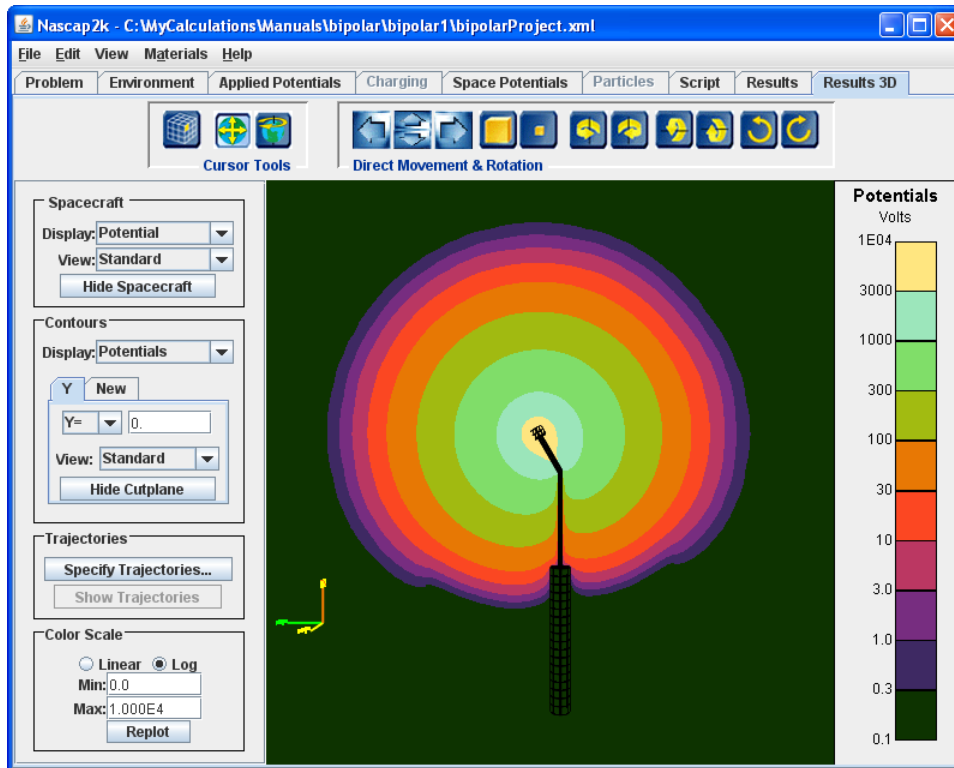 Nascap2k - C:\MyCalculations\Manuals\bipolar\bipolar1\bipolarProject.xml
File Edit View Materials Help
Problem Environment Applied Potentials Charging Space Potentials Particles Script Results Results 3D
Cursor Tools Direct Movement & Rotation
Spacecraft
Display: Potential
View: Standard
Hide Spacecraft
Contours
Display: Potentials
Y New
Y= 0.
View: Standard
Hide Cutplane
Trajectories
Specify Trajectories...
Show Trajectories
Color Scale
Linear Log
Min: 0.0
Max: 1.000E4
Replot
Potentials
Volts
1E04
3000
1000
300
100
30
10
3.0
1.0
0.3
0.1